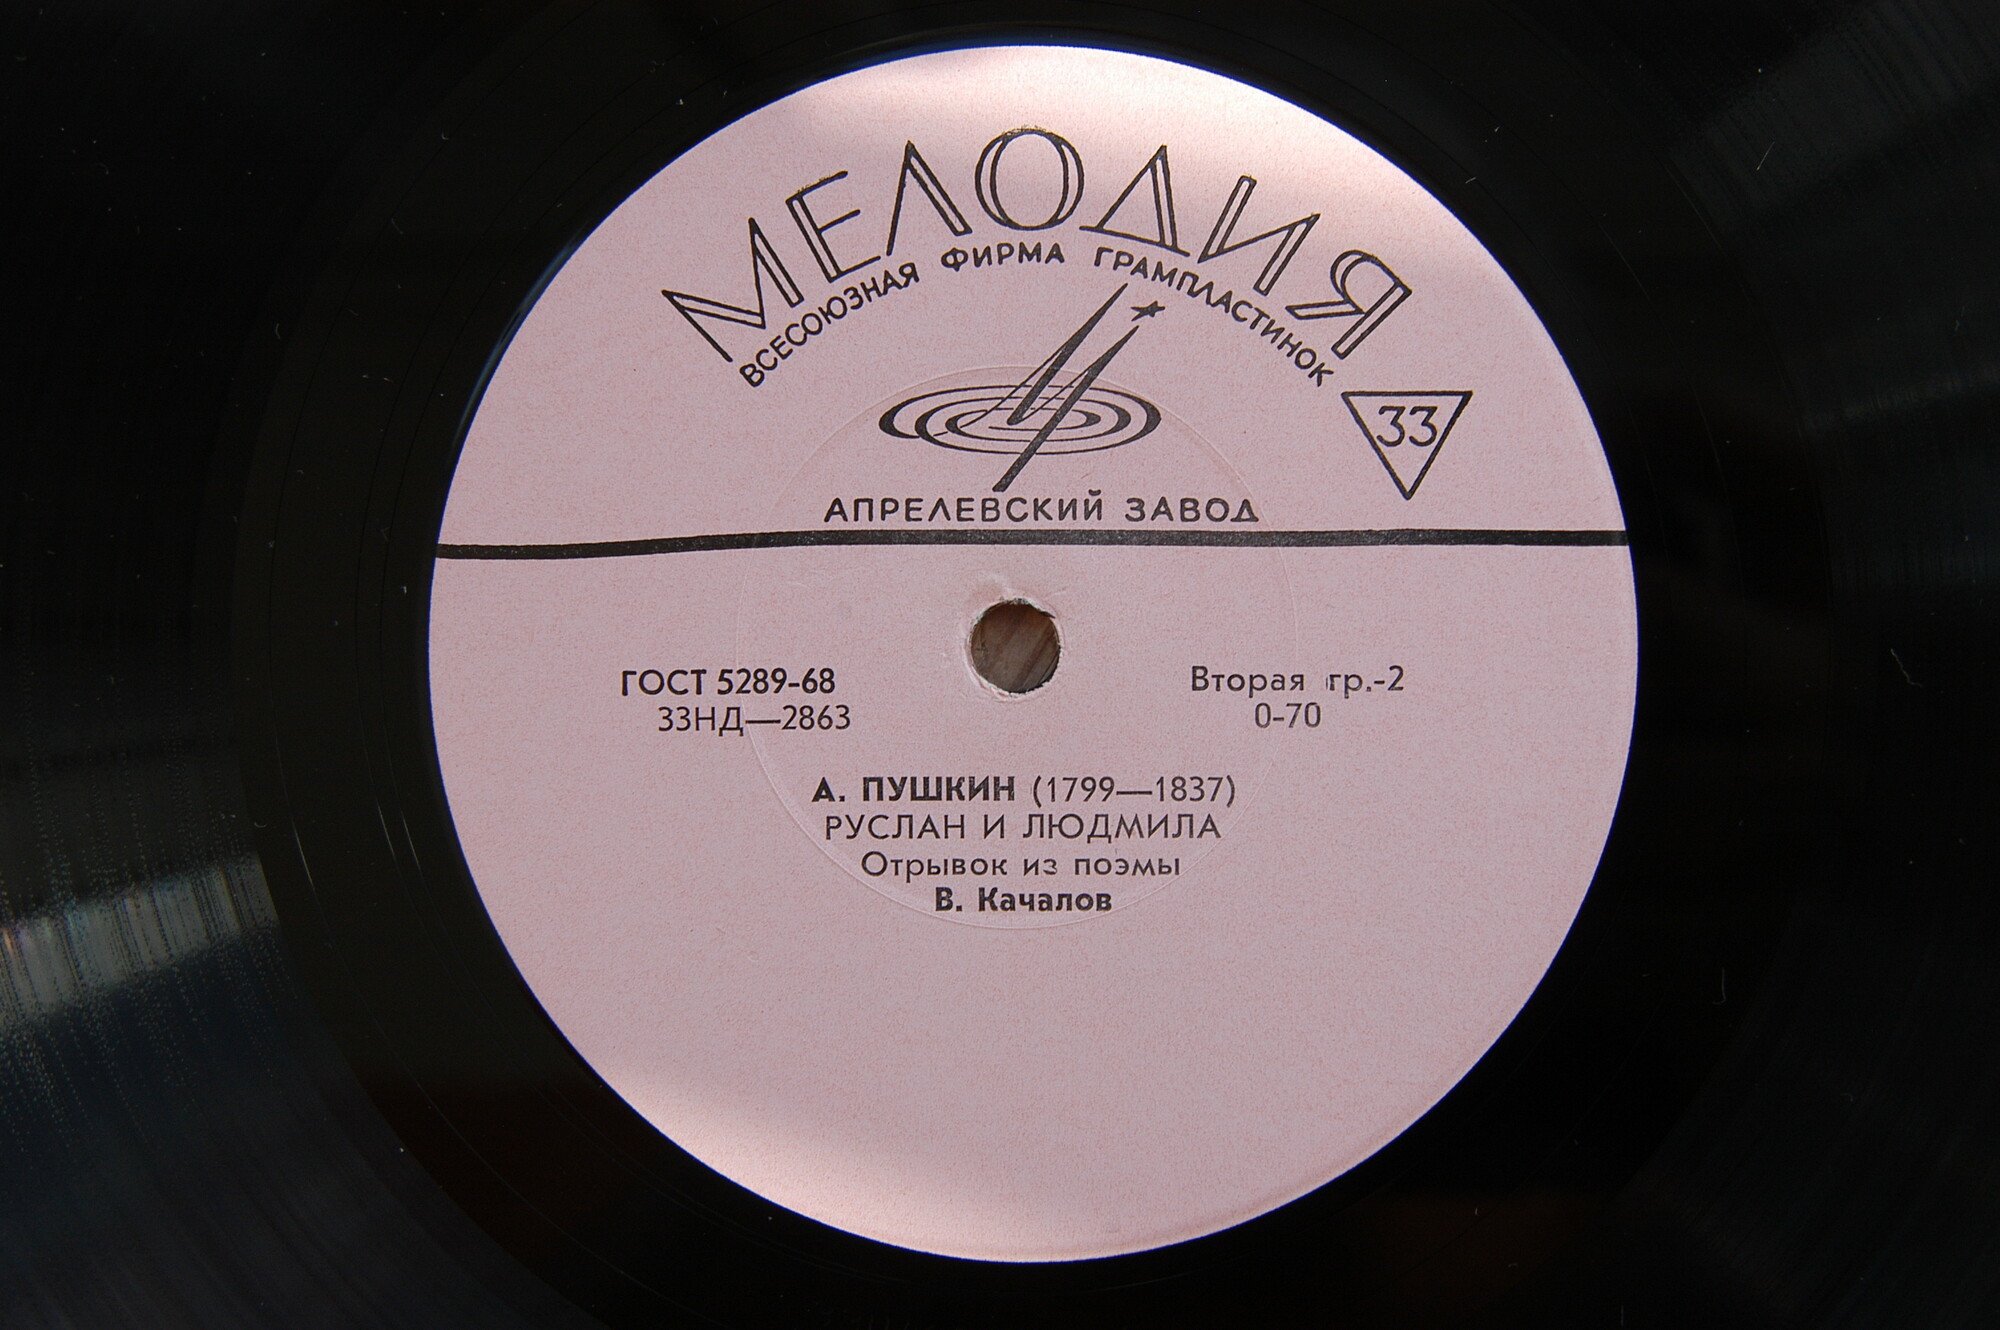 МЕЛОДИЯ
ВСЕСОЮЗНАЯ ФИРМА ГРАМПЛАСТИНОК
33
АПРЕЛЕВСКИЙ ЗАВОД
ГОСТ 5289-68
33НД—2863
Вторая гр.-2
0-70
А. ПУШКИН (1799—1837)
РУСЛАН И ЛЮДМИЛА
Отрывок из поэмы
В. Качалов